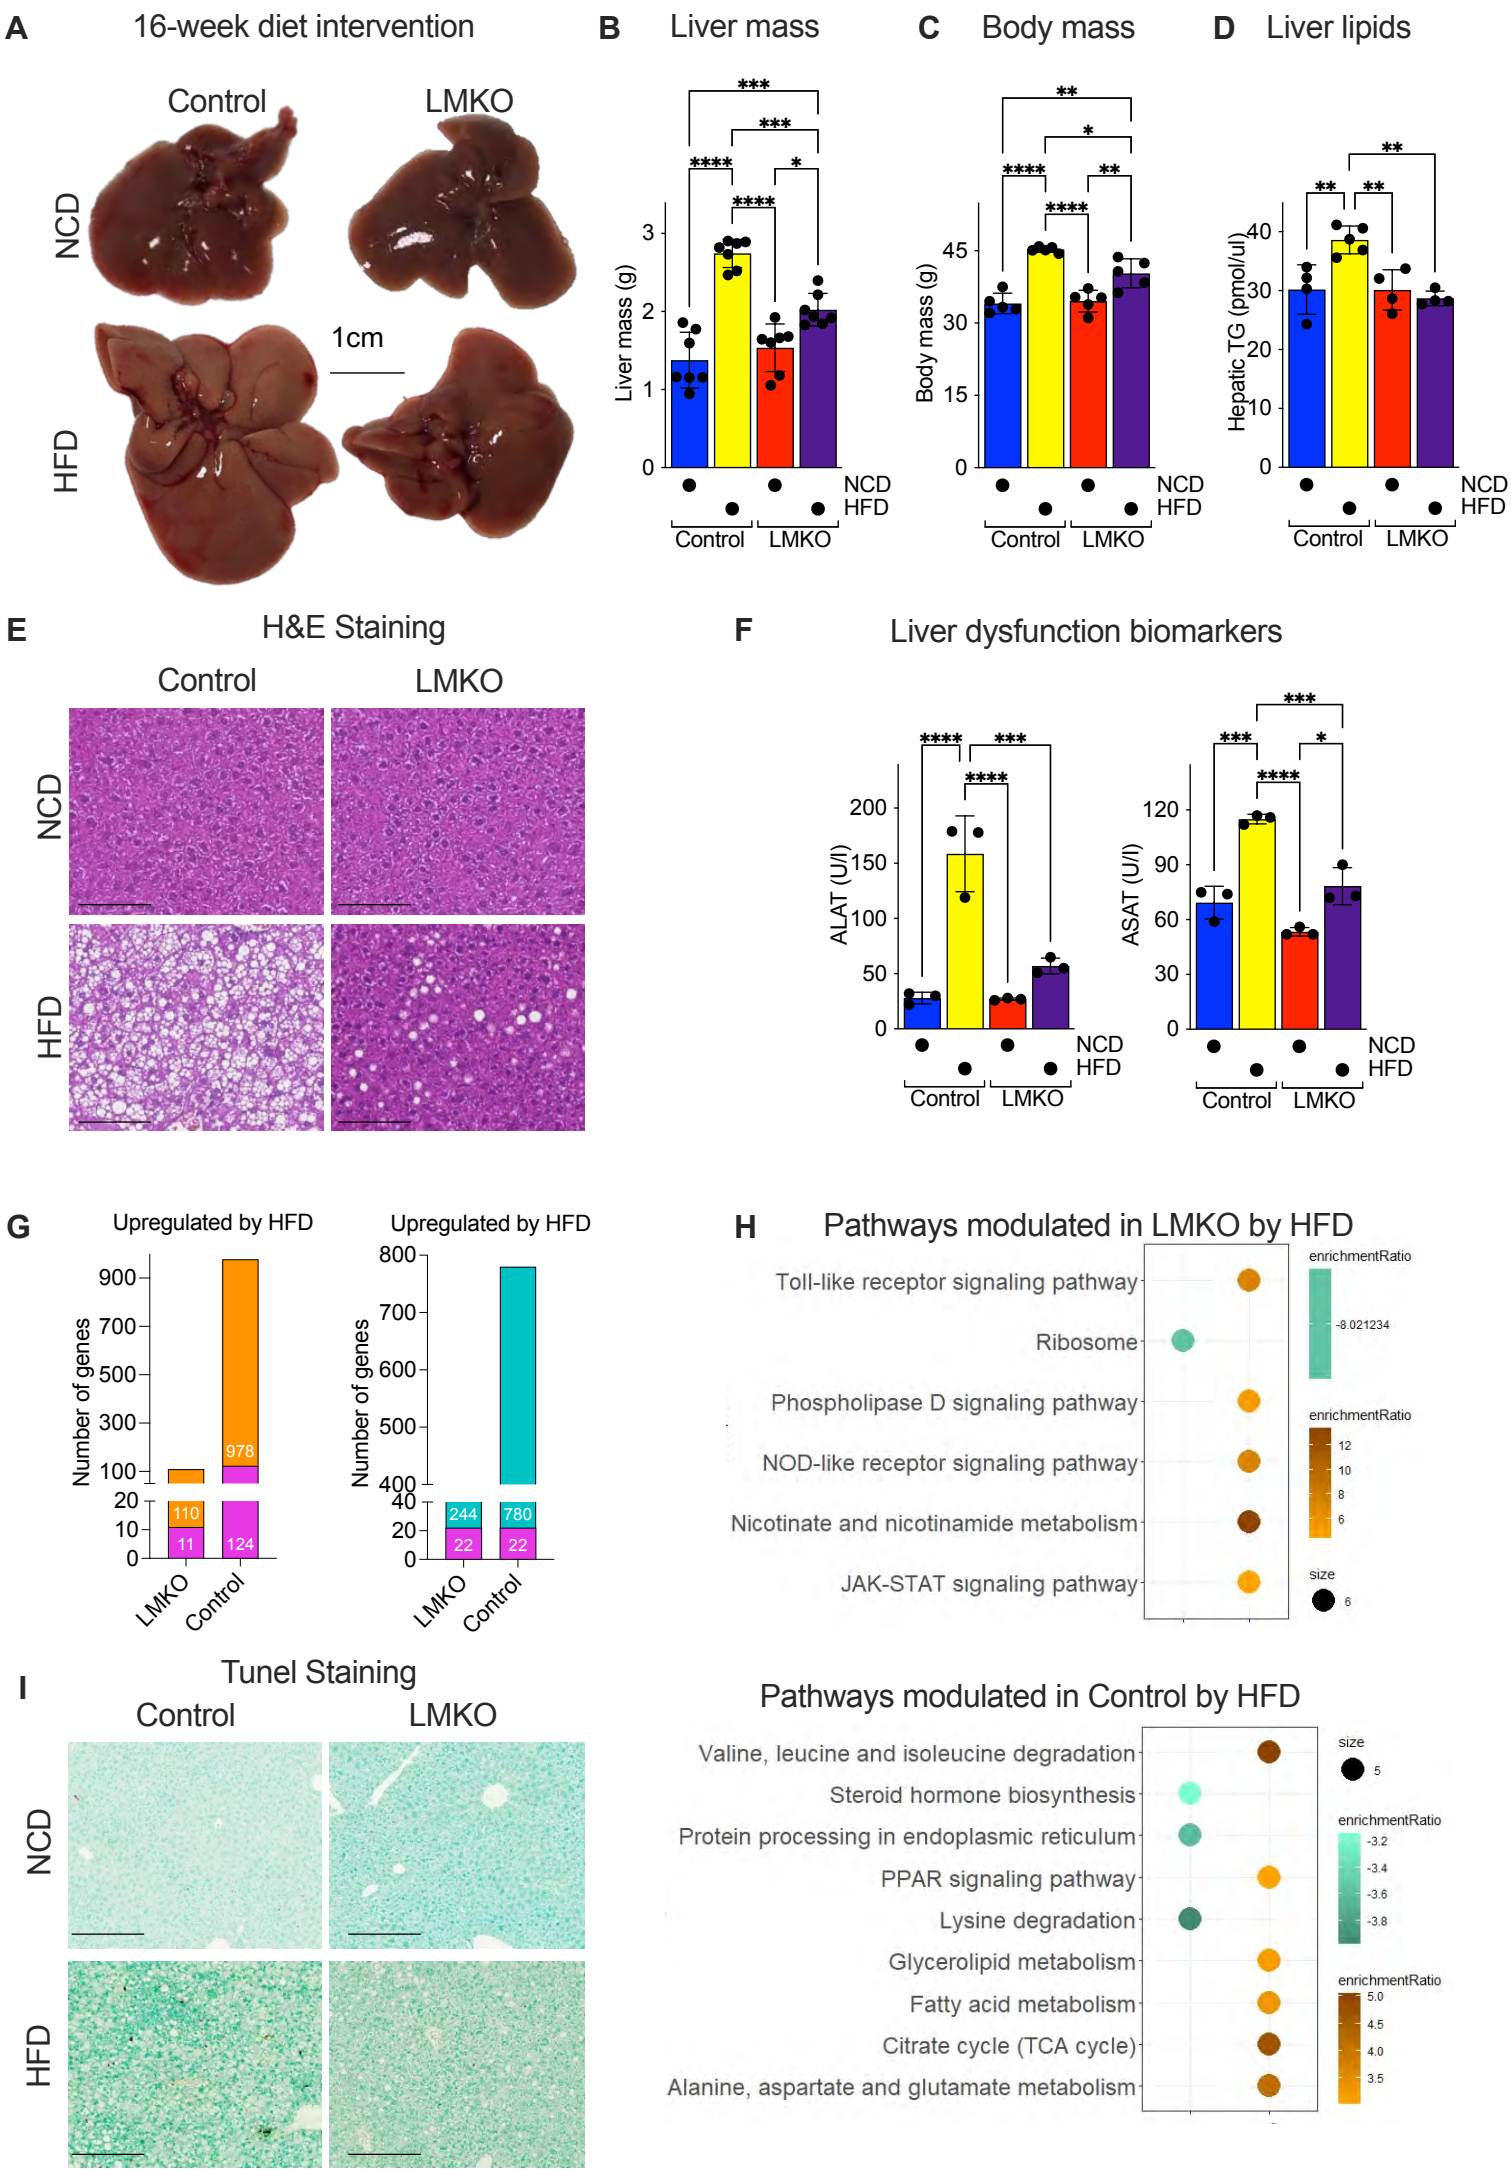 A
16-week diet intervention
Control
LMKO
NCD
HFD
1cm
B
Liver mass
***
***
****
*
****
Liver mass (g)
3
2
1
0
NCD
HFD
Control
LMKO
C
Body mass
**
*
****
**
****
Body mass (g)
45
30
15
0
NCD
HFD
Control
LMKO
D
Liver lipids
**
**
**
Hepatic TG (pmol/ul)
40
30
20
10
0
NCD
HFD
Control
LMKO
E
H&E Staining
Control
LMKO
NCD
HFD
F
Liver dysfunction biomarkers
****
***
****
ALAT (U/l)
200
150
100
50
0
NCD
HFD
Control
LMKO
***
***
*
****
ASAT (U/l)
120
90
60
30
0
NCD
HFD
Control
LMKO
G
Upregulated by HFD
Number of genes
900
700
500
300
100
20
10
0
978
110
11
124
LMKO
Control
Upregulated by HFD
Number of genes
800
700
600
500
400
40
20
0
244
780
22
22
LMKO
Control
H
Pathways modulated in LMKO by HFD
Toll-like receptor signaling pathway
Ribosome
Phospholipase D signaling pathway
NOD-like receptor signaling pathway
Nicotinate and nicotinamide metabolism
JAK-STAT signaling pathway
enrichmentRatio
-8.021234
enrichmentRatio
12
10
8
6
size
6
I
Tunel Staining
Control
LMKO
NCD
HFD
Pathways modulated in Control by HFD
Valine, leucine and isoleucine degradation
Steroid hormone biosynthesis
Protein processing in endoplasmic reticulum
PPAR signaling pathway
Lysine degradation
Glycerolipid metabolism
Fatty acid metabolism
Citrate cycle (TCA cycle)
Alanine, aspartate and glutamate metabolism
size
5
enrichmentRatio
-3.2
-3.4
-3.6
-3.8
enrichmentRatio
5.0
4.5
4.0
3.5